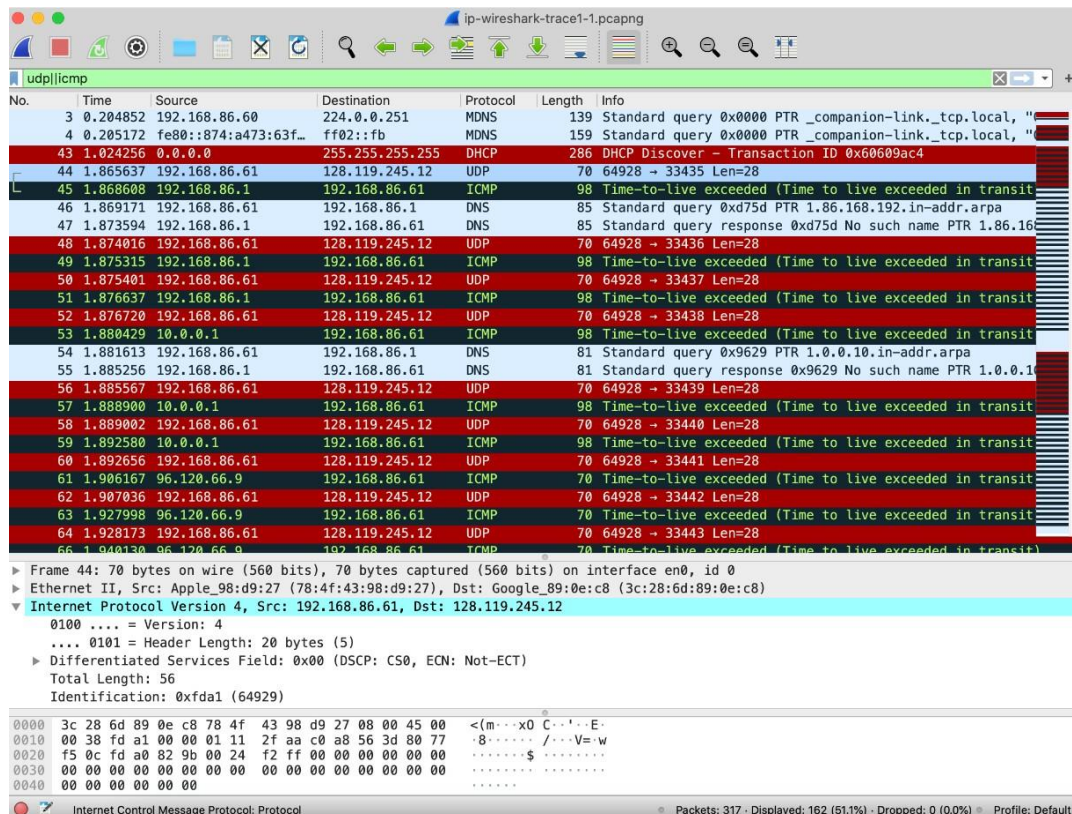 ip-wireshark-trace1-1.pcapng
udp||icmp
No. Time Source Destination Protocol Length Info
3 0.204852 192.168.86.60 224.0.0.251 MDNS 139 Standard query 0x0000 PTR _companion-link._tcp.local, "
4 0.205172 fe80::874:a473:63f… ff02::fb MDNS 159 Standard query 0x0000 PTR _companion-link._tcp.local, "
43 1.024256 0.0.0.0 255.255.255.255 DHCP 286 DHCP Discover – Transaction ID 0x60609ac4
44 1.865637 192.168.86.61 128.119.245.12 UDP 70 64928 → 33435 Len=28
45 1.868608 192.168.86.1 192.168.86.61 ICMP 98 Time-to-live exceeded (Time to live exceeded in transit
46 1.869171 192.168.86.61 192.168.86.1 DNS 85 Standard query 0xd75d PTR 1.86.168.192.in-addr.arpa
47 1.873594 192.168.86.1 192.168.86.61 DNS 85 Standard query response 0xd75d No such name PTR 1.86.168
48 1.874016 192.168.86.61 128.119.245.12 UDP 70 64928 → 33436 Len=28
49 1.875315 192.168.86.1 192.168.86.61 ICMP 98 Time-to-live exceeded (Time to live exceeded in transit
50 1.875401 192.168.86.61 128.119.245.12 UDP 70 64928 → 33437 Len=28
51 1.876637 192.168.86.1 192.168.86.61 ICMP 98 Time-to-live exceeded (Time to live exceeded in transit
52 1.876720 192.168.86.61 128.119.245.12 UDP 70 64928 → 33438 Len=28
53 1.880429 10.0.0.1 192.168.86.61 ICMP 98 Time-to-live exceeded (Time to live exceeded in transit
54 1.881613 192.168.86.61 192.168.86.1 DNS 81 Standard query 0x9629 PTR 1.0.0.10.in-addr.arpa
55 1.885256 192.168.86.1 192.168.86.61 DNS 81 Standard query response 0x9629 No such name PTR 1.0.0.10
56 1.885567 192.168.86.61 128.119.245.12 UDP 70 64928 → 33439 Len=28
57 1.888900 10.0.0.1 192.168.86.61 ICMP 98 Time-to-live exceeded (Time to live exceeded in transit
58 1.889002 192.168.86.61 128.119.245.12 UDP 70 64928 → 33440 Len=28
59 1.892580 10.0.0.1 192.168.86.61 ICMP 98 Time-to-live exceeded (Time to live exceeded in transit
60 1.892656 192.168.86.61 128.119.245.12 UDP 70 64928 → 33441 Len=28
61 1.906167 96.120.66.9 192.168.86.61 ICMP 70 Time-to-live exceeded (Time to live exceeded in transit
62 1.907036 192.168.86.61 128.119.245.12 UDP 70 64928 → 33442 Len=28
63 1.927998 96.120.66.9 192.168.86.61 ICMP 70 Time-to-live exceeded (Time to live exceeded in transit
64 1.928173 192.168.86.61 128.119.245.12 UDP 70 64928 → 33443 Len=28
66 1.940130 96.120.66.9 192.168.86.61 ICMP 70 Time-to-live exceeded (Time to live exceeded in transit)
Frame 44: 70 bytes on wire (560 bits), 70 bytes captured (560 bits) on interface en0, id 0
Ethernet II, Src: Apple_98:d9:27 (78:4f:43:98:d9:27), Dst: Google_89:0e:c8 (3c:28:6d:89:0e:c8)
Internet Protocol Version 4, Src: 192.168.86.61, Dst: 128.119.245.12
0100 .... = Version: 4
.... 0101 = Header Length: 20 bytes (5)
Differentiated Services Field: 0x00 (DSCP: CS0, ECN: Not-ECT)
Total Length: 56
Identification: 0xfda1 (64929)
0000 3c 28 6d 89 0e c8 78 4f 43 98 d9 27 08 00 45 00 <(m···xO C··'··E·
0010 00 38 fd a1 00 00 01 11 2f aa c0 a8 56 3d 80 77 ·8······ /···V=·w
0020 f5 0c fd a0 82 9b 00 24 f2 ff 00 00 00 00 00 00 ·······$ ········
0030 00 00 00 00 00 00 00 00 00 00 00 00 00 00 00 00 ········ ········
0040 00 00 00 00 00 00 ······
Internet Control Message Protocol: Protocol Packets: 317 · Displayed: 162 (51.1%) · Dropped: 0 (0.0%) Profile: Default